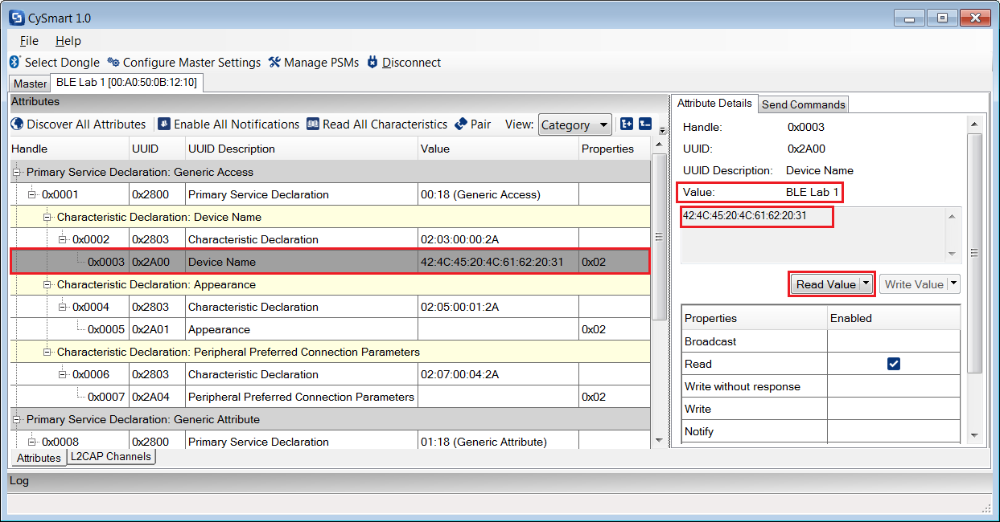 CySmart 1.0
File Help
Select Dongle Configure Master Settings Manage PSMs Disconnect
Master BLE Lab 1 [00:A0:50:0B:12:10]
Attributes
Discover All Attributes Enable All Notifications Read All Characteristics Pair View: Category
Handle UUID UUID Description Value Properties
Primary Service Declaration: Generic Access
0x0001 0x2800 Primary Service Declaration 00:18 (Generic Access)
Characteristic Declaration: Device Name
0x0002 0x2803 Characteristic Declaration 02:03:00:00:2A
0x0003 0x2A00 Device Name 42:4C:45:20:4C:61:62:20:31 0x02
Characteristic Declaration: Appearance
0x0004 0x2803 Characteristic Declaration 02:05:00:01:2A
0x0005 0x2A01 Appearance 0x02
Characteristic Declaration: Peripheral Preferred Connection Parameters
0x0006 0x2803 Characteristic Declaration 02:07:00:04:2A
0x0007 0x2A04 Peripheral Preferred Connection Parameters 0x02
Primary Service Declaration: Generic Attribute
0x0008 0x2800 Primary Service Declaration 01:18 (Generic Attribute)
Attributes L2CAP Channels
Attribute Details Send Commands
Handle: 0x0003
UUID: 0x2A00
UUID Description: Device Name
Value: BLE Lab 1
42:4C:45:20:4C:61:62:20:31
Read Value Write Value
Properties Enabled
Broadcast
Read
Write without response
Write
Notify
Log